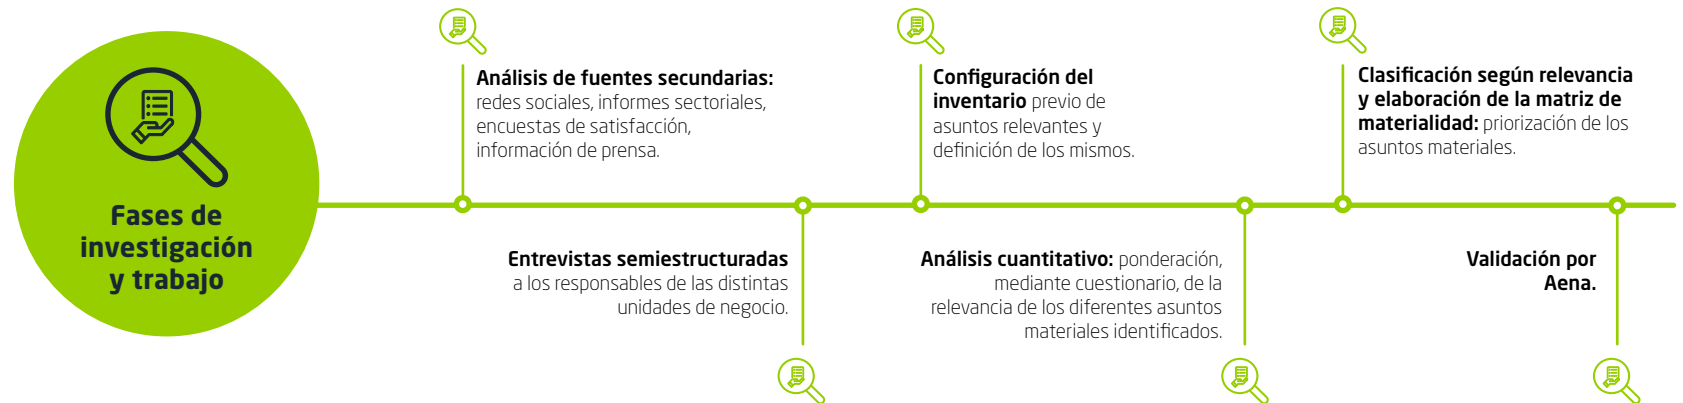 Fases de
investigación
y trabajo
Análisis de fuentes secundarias:
redes sociales, informes sectoriales,
encuestas de satisfacción,
información de prensa.
Entrevistas semiestructuradas
a los responsables de las distintas
unidades de negocio.
Configuración del
inventario previo de
asuntos relevantes y
definición de los mismos.
Análisis cuantitativo: ponderación,
mediante cuestionario, de la
relevancia de los diferentes asuntos
materiales identificados.
Clasificación según relevancia
y elaboración de la matriz de
materialidad: priorización de los
asuntos materiales.
Validación por
Aena.